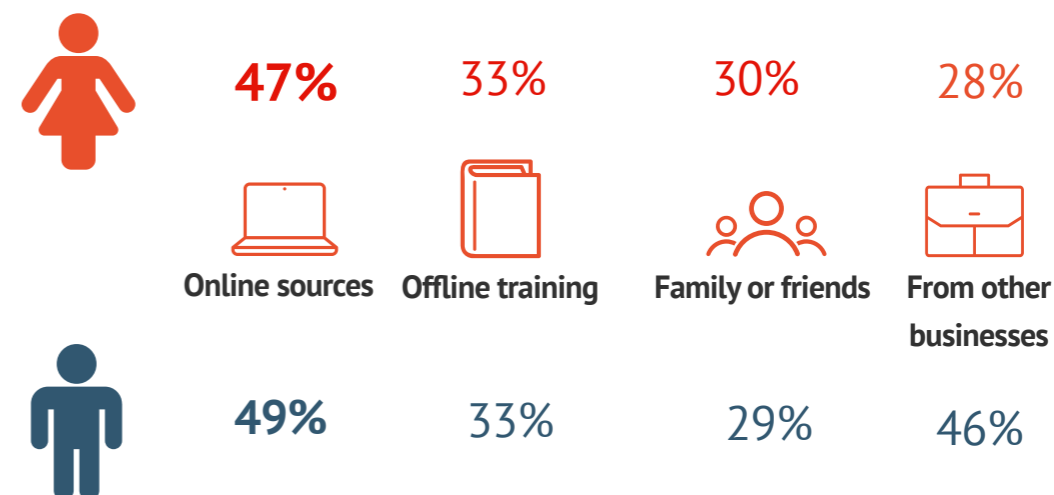 47% 33% 30% 28%
Online sources Offline training Family or friends From other
businesses
49% 33% 29% 46%